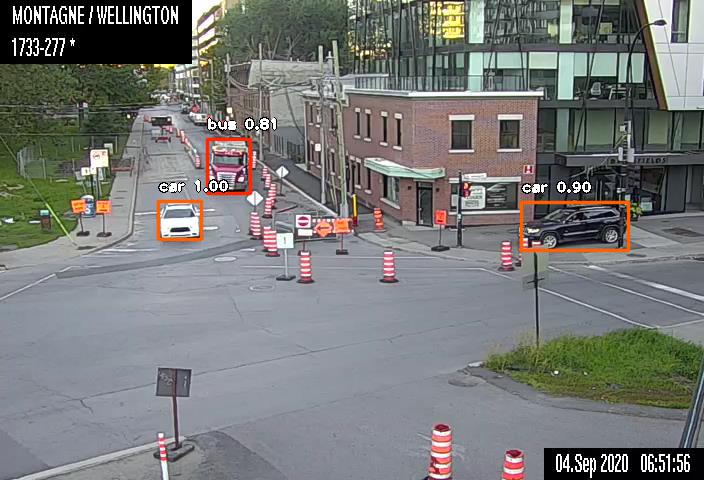 MONTAGNE / WELLINGTON
1733-277 *
bus 0.81
car 1.00
car 0.90
H
1
04.Sep 2020 06:51:56